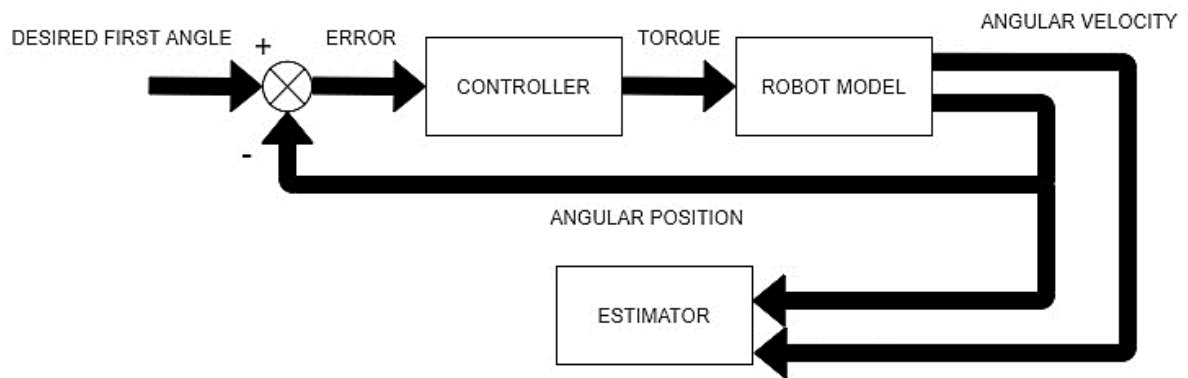 ANGULAR VELOCITY
DESIRED FIRST ANGLE
+
ERROR
TORQUE
CONTROLLER
ROBOT MODEL
-
ANGULAR POSITION
ESTIMATOR